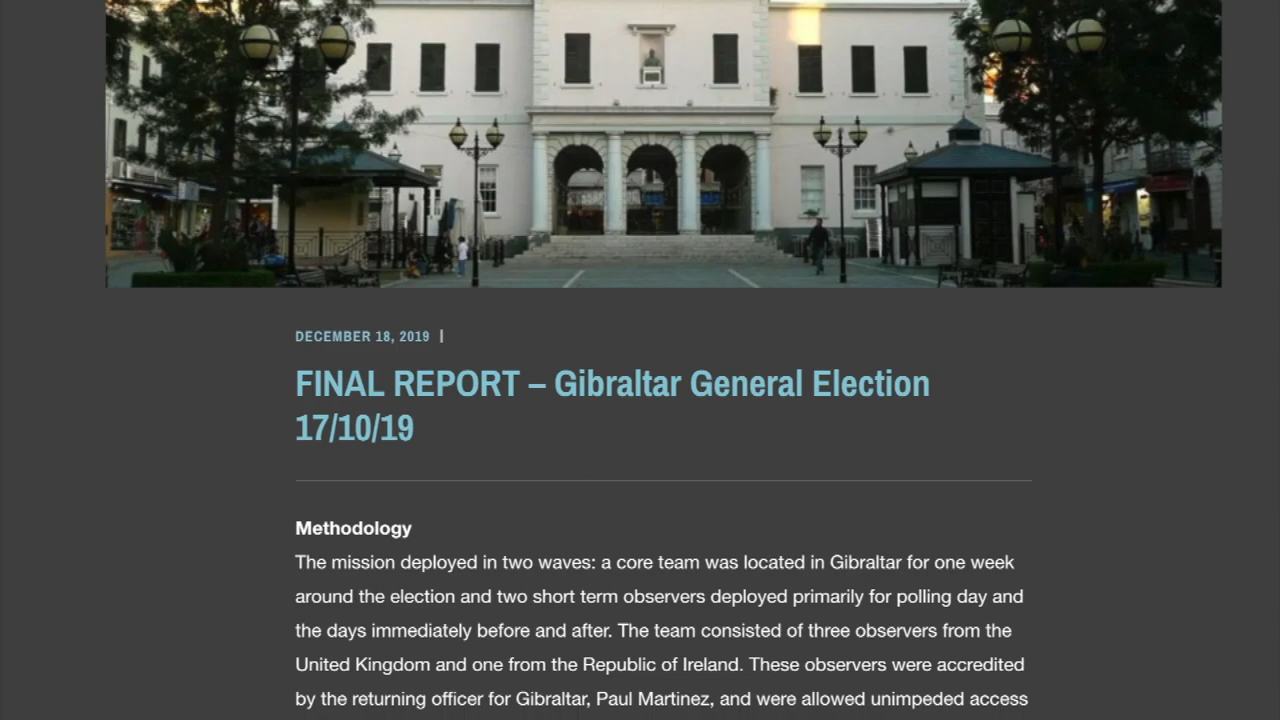 DECEMBER 18, 2019 |
FINAL REPORT – Gibraltar General Election
17/10/19
Methodology
The mission deployed in two waves: a core team was located in Gibraltar for one week
around the election and two short term observers deployed primarily for polling day and
the days immediately before and after. The team consisted of three observers from the
United Kingdom and one from the Republic of Ireland. These observers were accredited
by the returning officer for Gibraltar, Paul Martinez, and were allowed unimpeded access